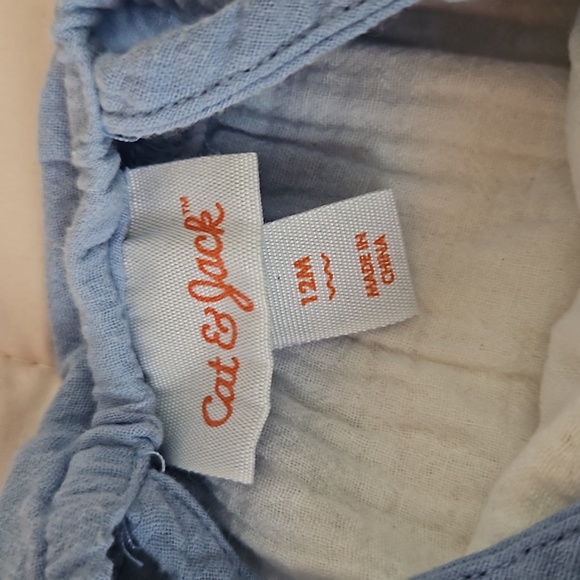 Cat & Jack™
12M
MADE IN
CHINA